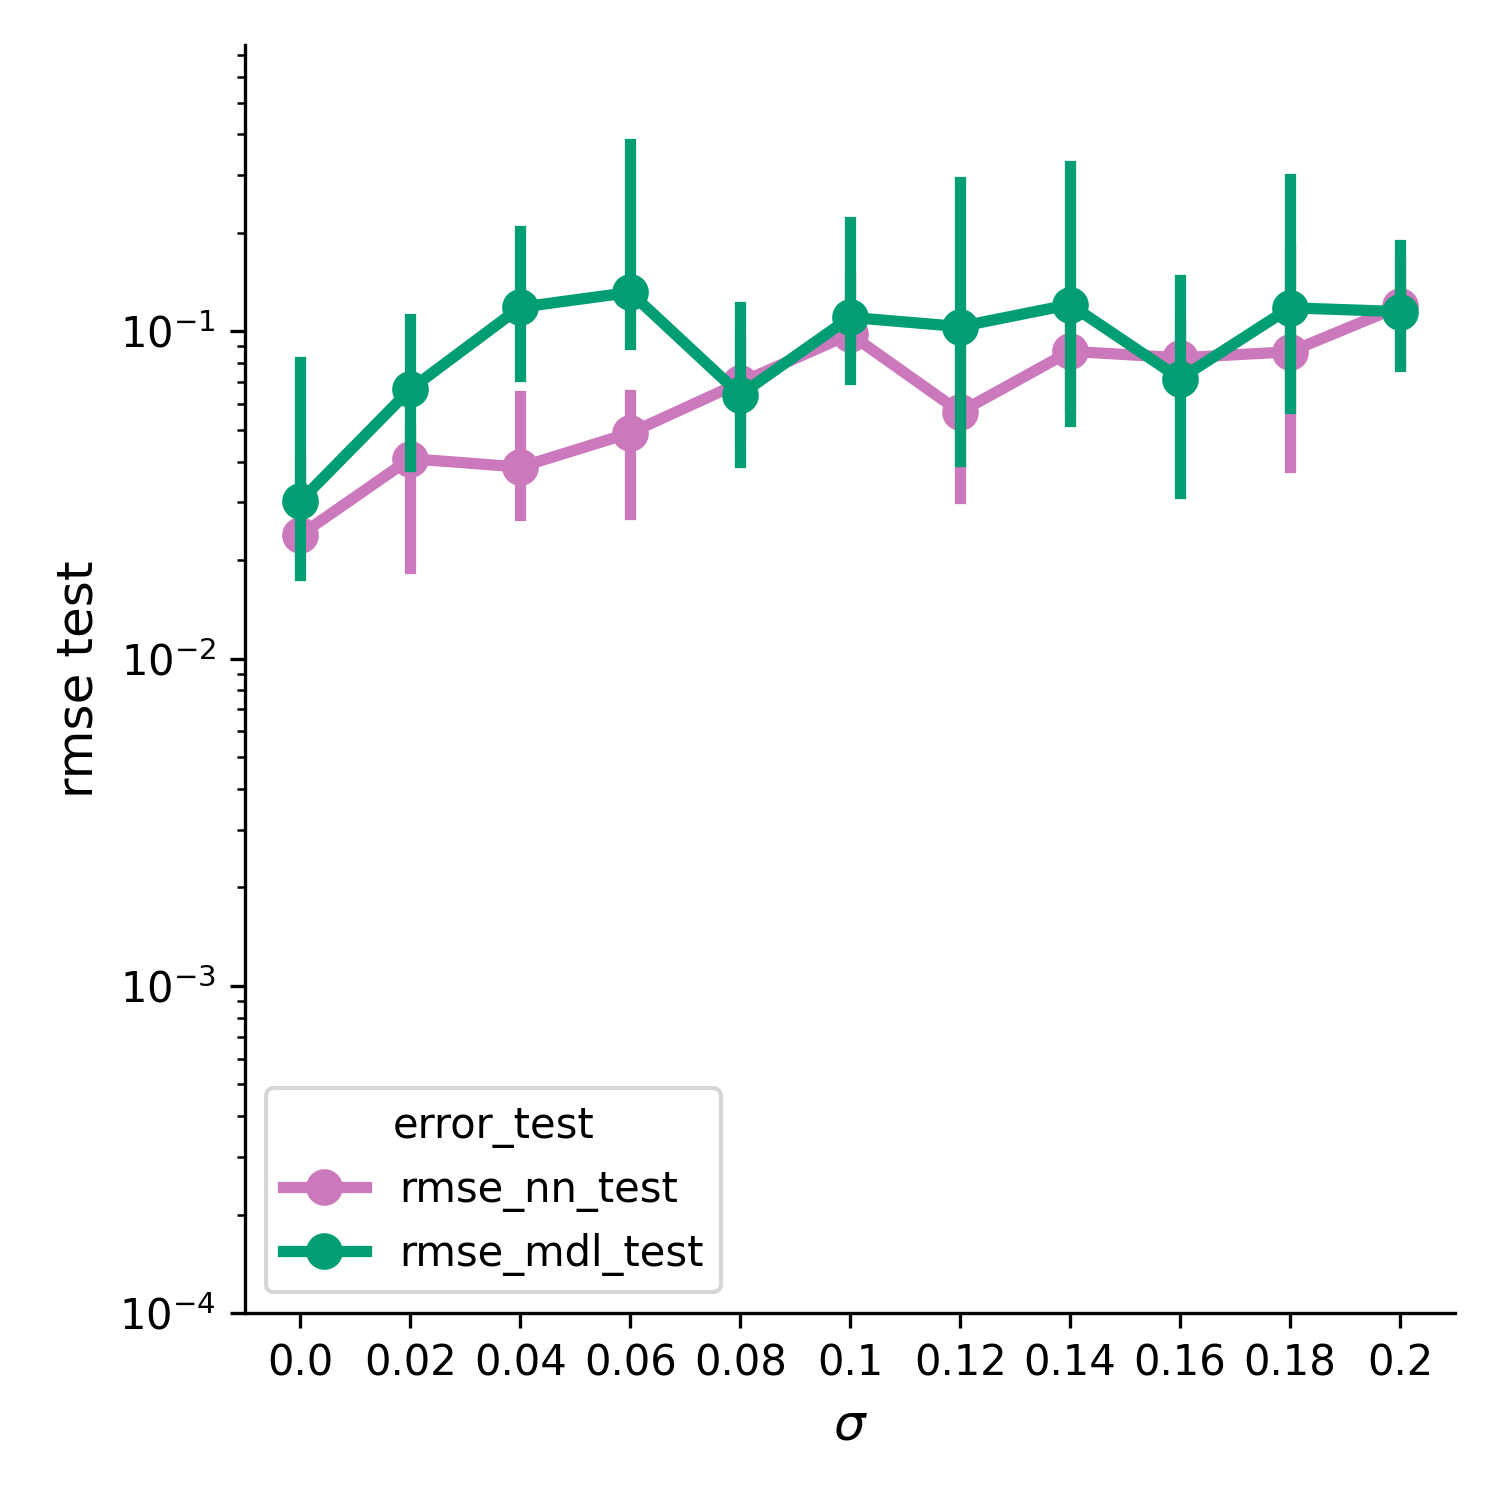 rmse test
10⁻¹
10⁻²
10⁻³
10⁻⁴
error_test
rmse_nn_test
rmse_mdl_test
0.0 0.02 0.04 0.06 0.08 0.1 0.12 0.14 0.16 0.18 0.2
σ